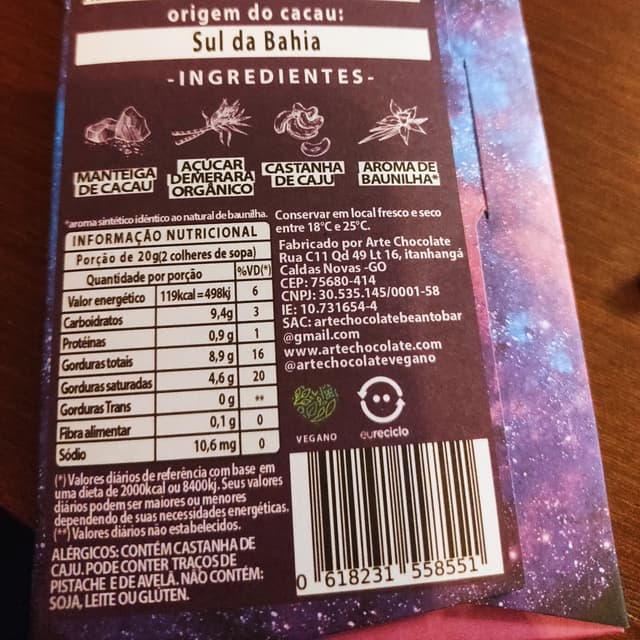 origem do cacau:
Sul da Bahia
-INGREDIENTES-
MANTEIGA
DE CACAU
AÇÚCAR
DEMERARA
ORGÂNICO
CASTANHA
DE CAJU
AROMA DE
BAUNILHA*
*aroma sintético idêntico ao natural de baunilha.
INFORMAÇÃO NUTRICIONAL
Porção de 20g(2 colheres de sopa)
Quantidade por porção %VD(*)
Valor energético 119kcal=498kj 6
Carboidratos 9,4g 3
Protéinas 0,9 g 1
Gorduras totais 8,9 g 16
Gorduras saturadas 4,6 g 20
Gorduras Trans 0 g **
Fibra alimentar 0,1 g 0
Sódio 10,6 mg 0
(*) Valores diários de referência com base em
uma dieta de 2000kcal ou 8400kj. Seus valores
diários podem ser maiores ou menores
dependendo de suas necessidades energéticas.
(**) Valores diários não estabelecidos.
ALÉRGICOS: CONTÉM CASTANHA DE
CAJU. PODE CONTER TRAÇOS DE
PISTACHE E DE AVELÃ. NÃO CONTÉM:
SOJA, LEITE OU GLÚTEN.
Conservar em local fresco e seco
entre 18°C e 25°C.
Fabricado por Arte Chocolate
Rua C11 Qd 49 Lt 16, itanhangá
Caldas Novas -GO
CEP: 75680-414
CNPJ: 30.535.145/0001-58
IE: 10.731654-4
SAC: artechocolatebeantobar
@gmail.com
www.artechocolate.com
@artechocolatevegano
VEGANO
eureciclo
0 618231 558551